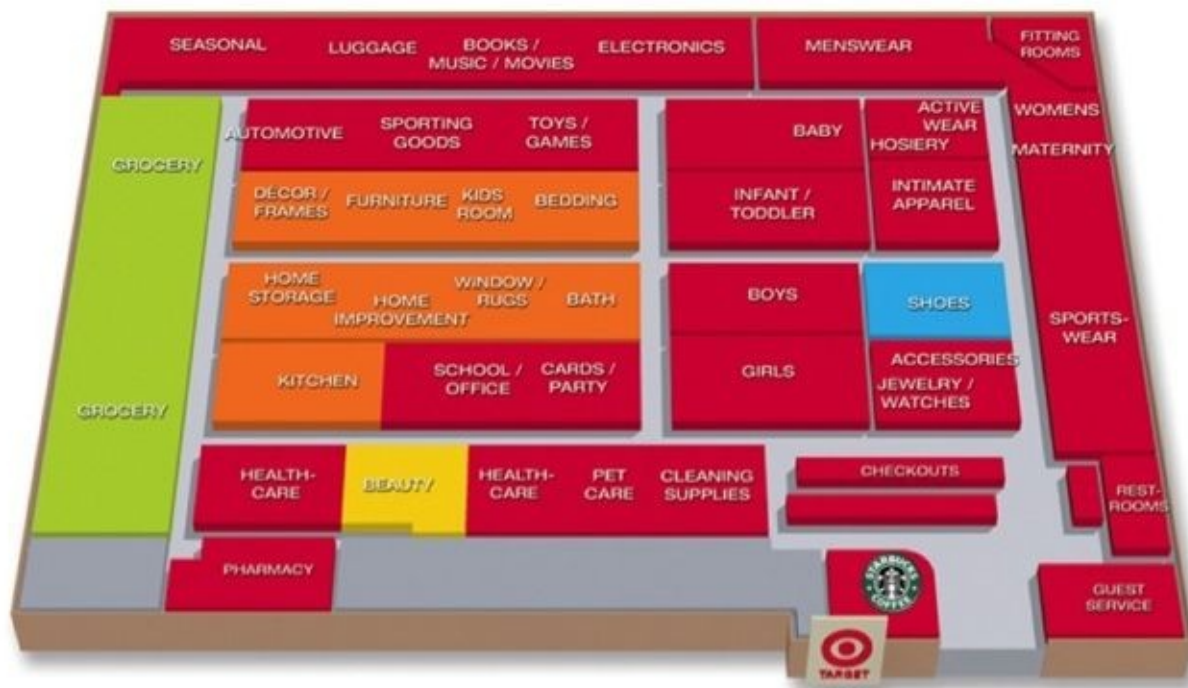 SEASONAL
LUGGAGE
BOOKS /
MUSIC / MOVIES
ELECTRONICS
MENSWEAR
FITTING
ROOMS
GROCERY
AUTOMOTIVE
SPORTING
GOODS
TOYS /
GAMES
BABY
ACTIVE
WEAR
HOSIERY
WOMENS
MATERNITY
DÉCOR /
FRAMES
FURNITURE
KIDS
ROOM
BEDDING
INFANT /
TODDLER
INTIMATE
APPAREL
HOME
STORAGE
HOME
IMPROVEMENT
WINDOW /
RUGS
BATH
BOYS
SHOES
SPORTS-
WEAR
GROCERY
KITCHEN
SCHOOL /
OFFICE
CARDS /
PARTY
GIRLS
ACCESSORIES
JEWELRY /
WATCHES
HEALTH-
CARE
BEAUTY
HEALTH-
CARE
PET
CARE
CLEANING
SUPPLIES
CHECKOUTS
REST-
ROOMS
PHARMACY
STARBUCKS
COFFEE
GUEST
SERVICE
TARGET